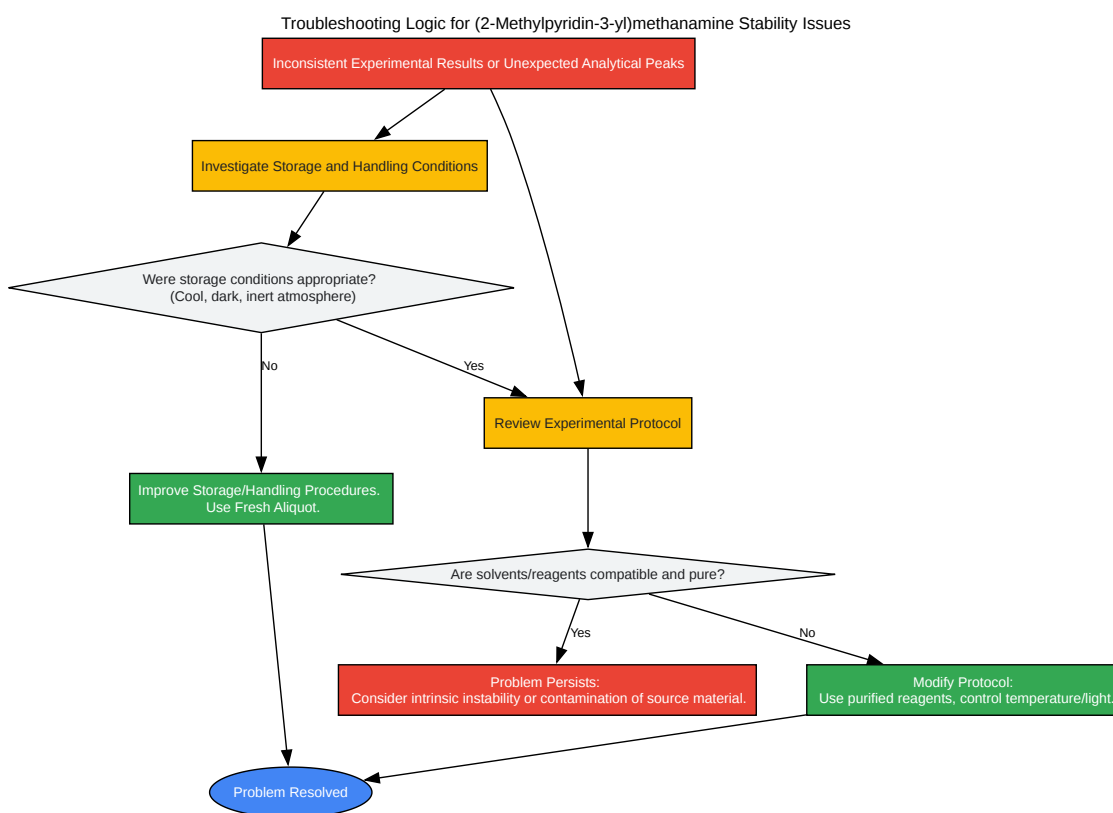 Troubleshooting Logic for (2-Methylpyridin-3-yl)methanamine Stability Issues
Inconsistent Experimental Results or Unexpected Analytical Peaks
Investigate Storage and Handling Conditions
Were storage conditions appropriate?
(Cool, dark, inert atmosphere)
No
Yes
Review Experimental Protocol
Improve Storage/Handling Procedures.
Use Fresh Aliquot.
Are solvents/reagents compatible and pure?
Yes
No
Problem Persists:
Consider intrinsic instability or contamination of source material.
Modify Protocol:
Use purified reagents, control temperature/light.
Problem Resolved